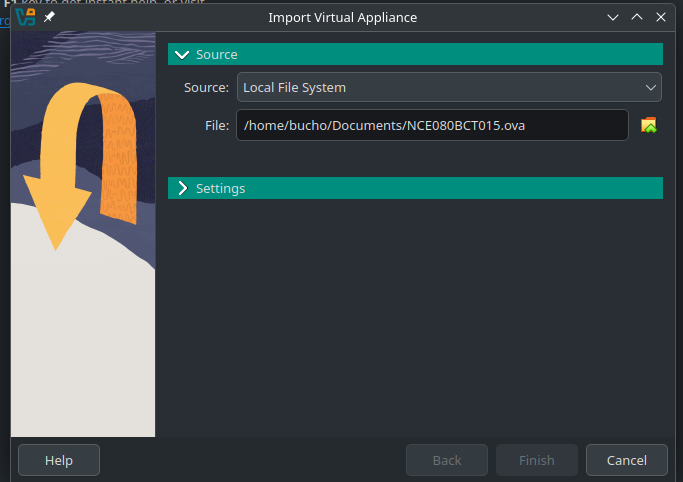 F1 key to get instant help, or visit
Import Virtual Appliance
Source
Source: Local File System
File: /home/bucho/Documents/NCE080BCT015.ova
Settings
Help Back Finish Cancel